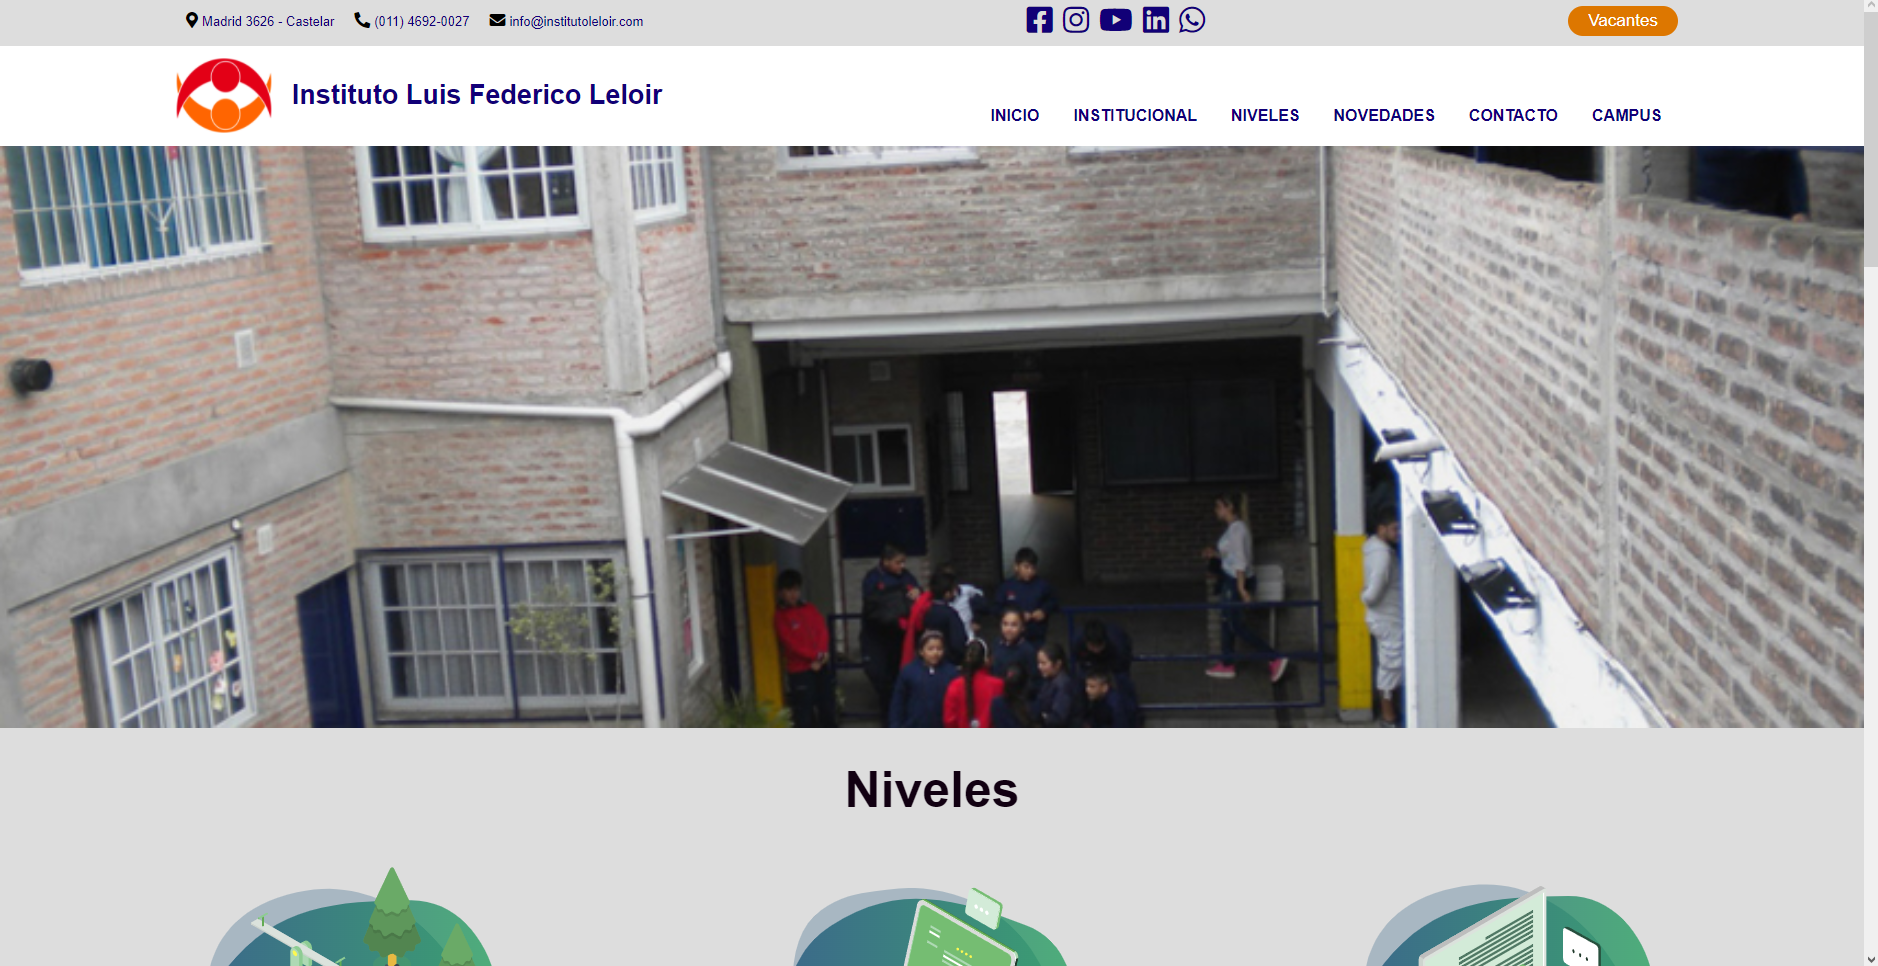 Madrid 3626 - Castelar (011) 4692-0027 info@institutoleloir.com Vacantes
Instituto Luis Federico Leloir
INICIO INSTITUCIONAL NIVELES NOVEDADES CONTACTO CAMPUS
Niveles